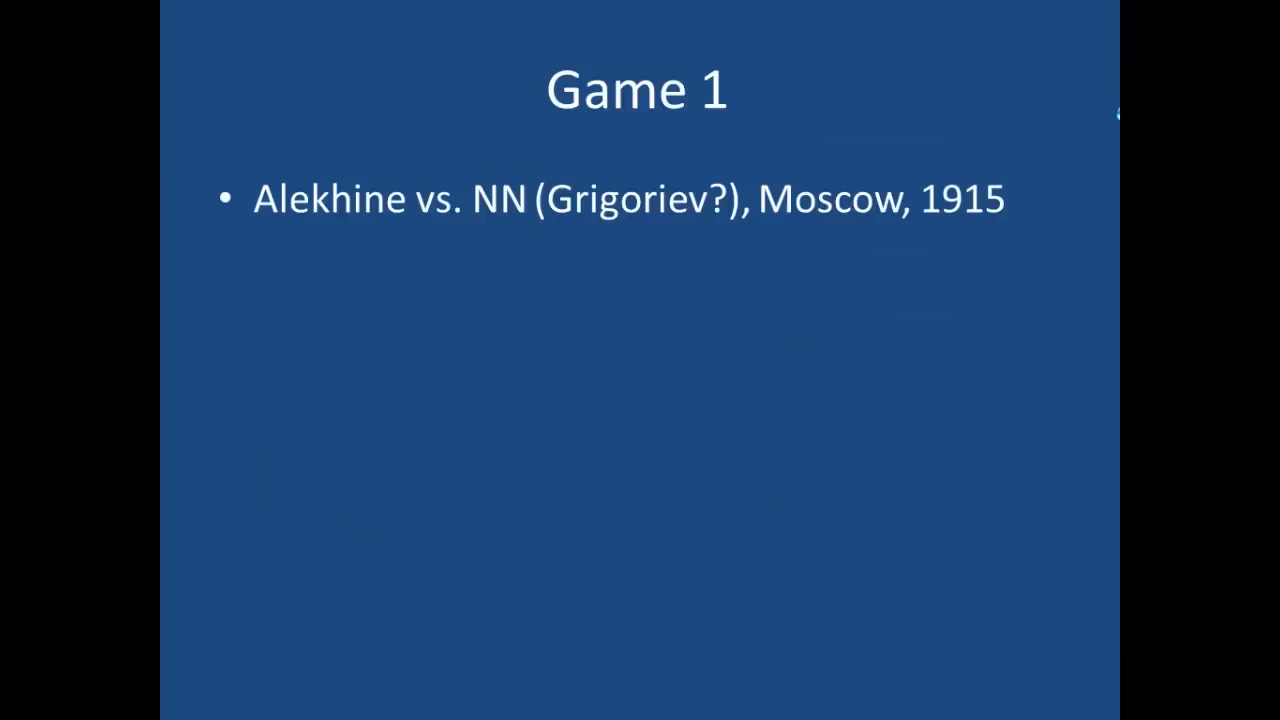 Game 1
• Alekhine vs. NN (Grigoriev?), Moscow, 1915